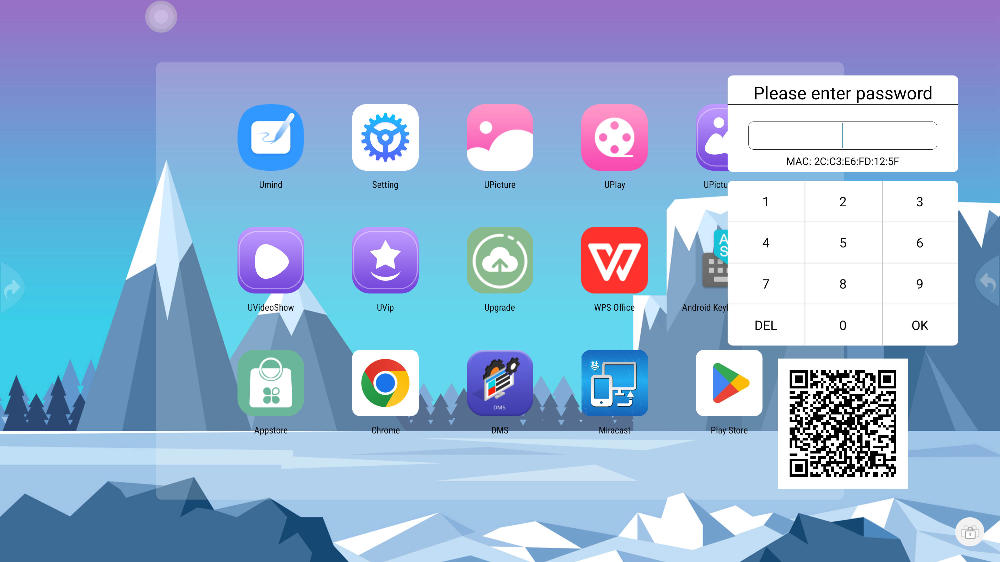 Please enter password
MAC: 2C:C3:E6:FD:12:5F
Umind
Setting
UPicture
UPlay
UPictu
1 2 3
4 5 6
7 8 9
DEL 0 OK
A
S
UVideoShow
UVip
Upgrade
WPS Office
Android Key
DMS
Appstore
Chrome
DMS
Miracast
Play Store